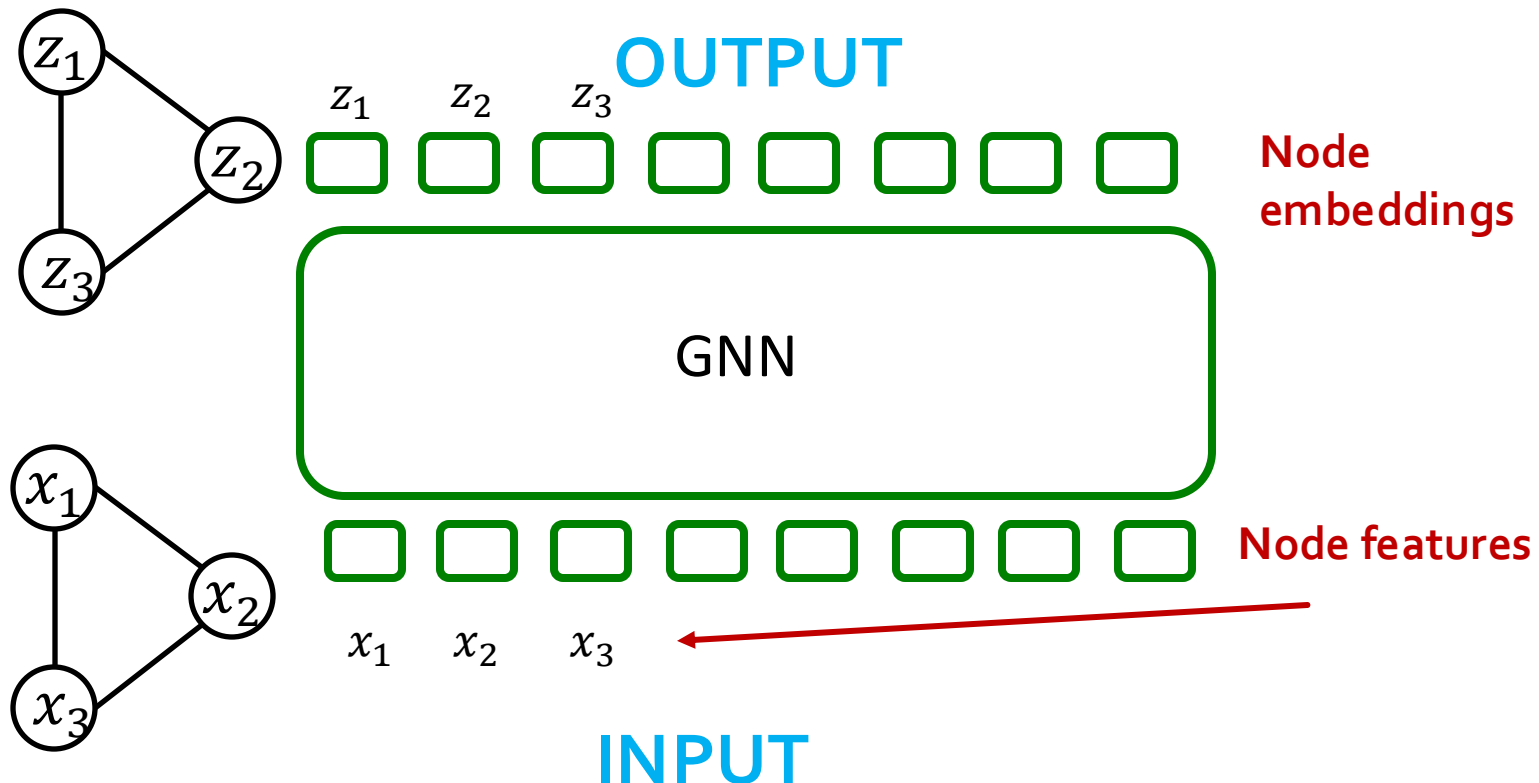 OUTPUT
z₁
z₂
z₃
z₁ z₂ z₃
Node
embeddings
GNN
x₁
x₂
x₃
Node features
x₁ x₂ x₃
INPUT